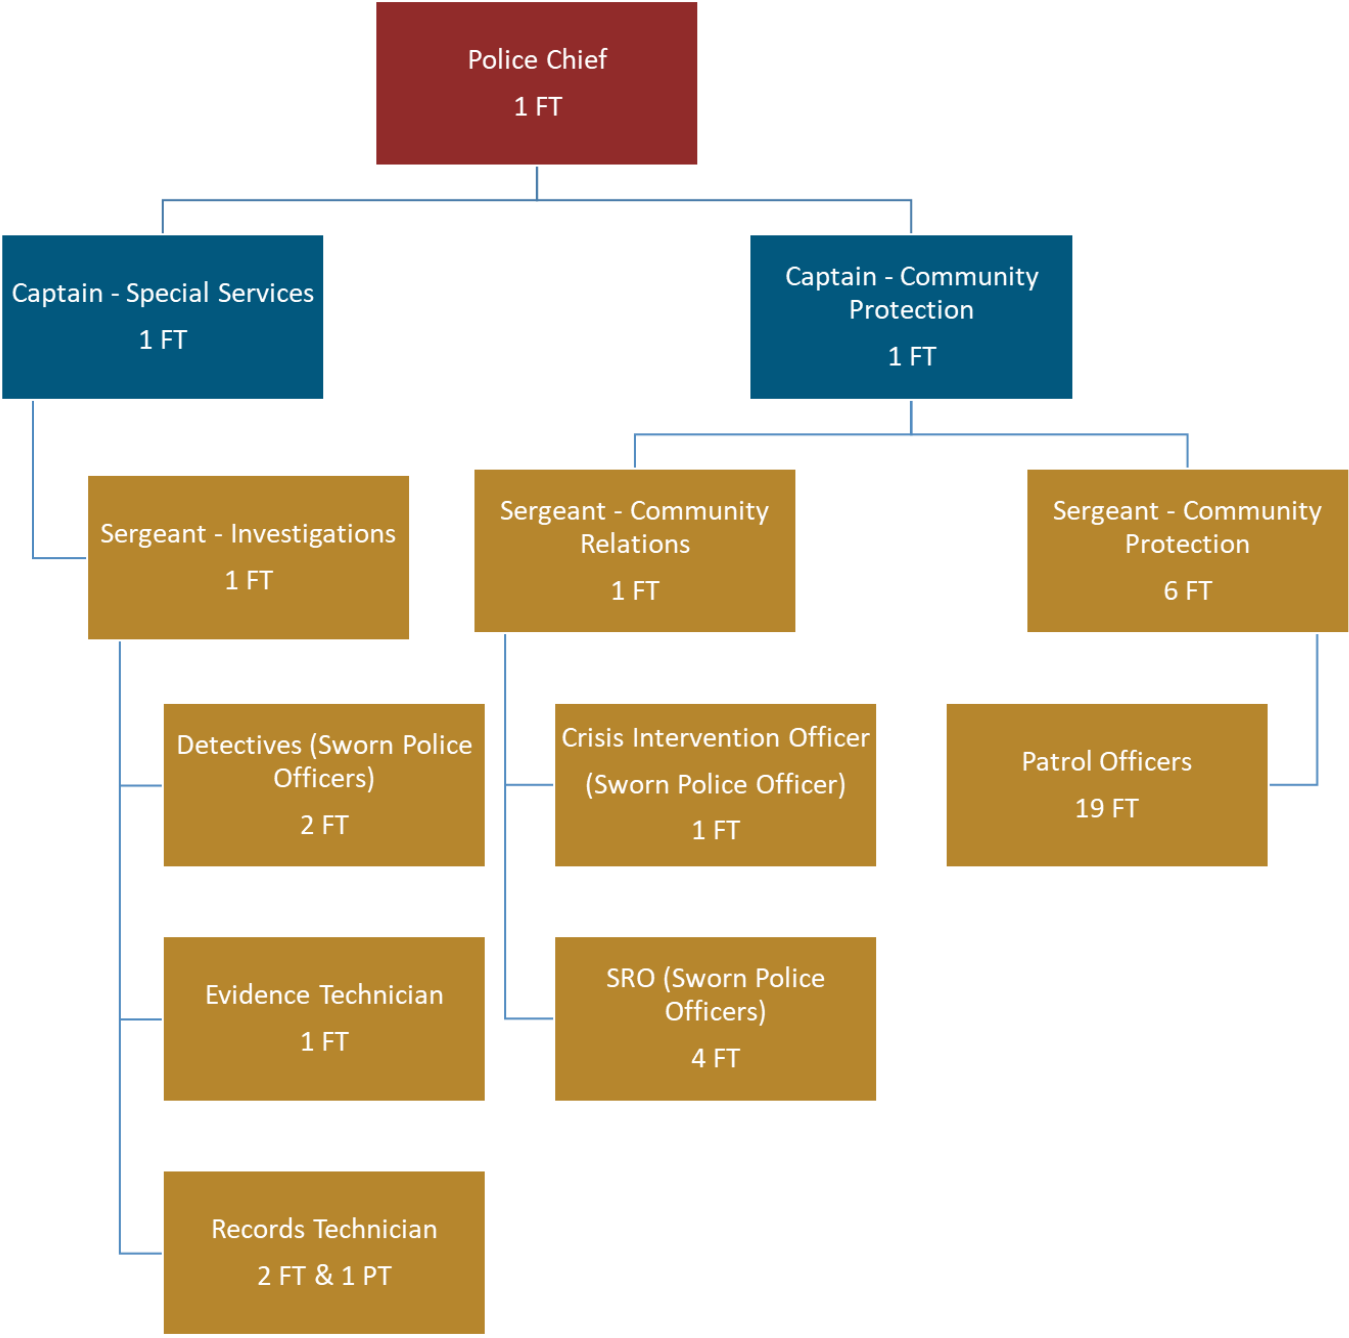 Police Chief
1 FT
Captain - Special Services
1 FT
Captain - Community
Protection
1 FT
Sergeant - Investigations
1 FT
Sergeant - Community
Relations
1 FT
Sergeant - Community
Protection
6 FT
Detectives (Sworn Police
Officers)
2 FT
Crisis Intervention Officer
(Sworn Police Officer)
1 FT
Patrol Officers
19 FT
Evidence Technician
1 FT
SRO (Sworn Police
Officers)
4 FT
Records Technician
2 FT & 1 PT